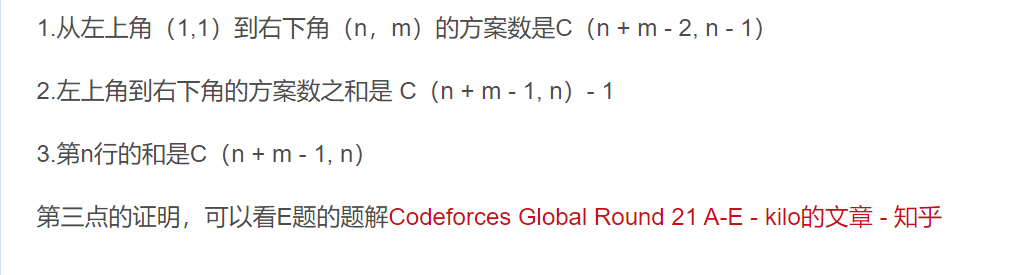 1.从左上角（1,1）到右下角（n，m）的方案数是C（n + m - 2, n - 1）
2.左上角到右下角的方案数之和是 C（n + m - 1, n）- 1
3.第n行的和是C（n + m - 1, n）
第三点的证明，可以看E题的题解Codeforces Global Round 21 A-E - kilo的文章 - 知乎